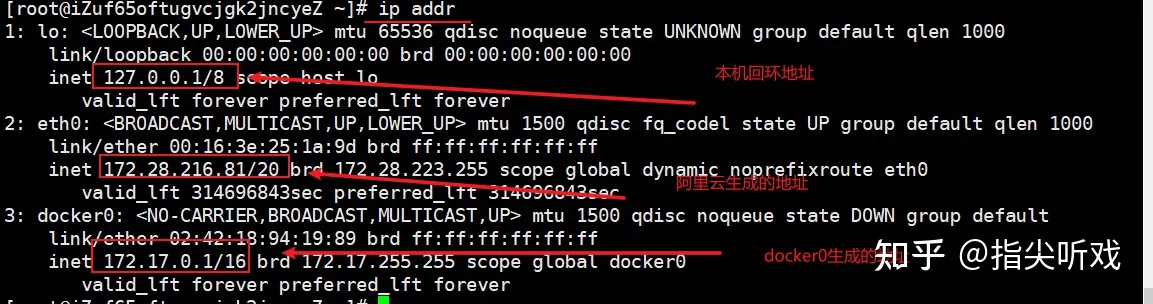 [root@iZuf65oftugvcjgk2jncyeZ ~]# ip addr
1: lo: <LOOPBACK,UP,LOWER_UP> mtu 65536 qdisc noqueue state UNKNOWN group default qlen 1000
link/loopback 00:00:00:00:00:00 brd 00:00:00:00:00:00
inet 127.0.0.1/8 scope host lo
本机回环地址
valid_lft forever preferred_lft forever
2: eth0: <BROADCAST,MULTICAST,UP,LOWER_UP> mtu 1500 qdisc fq_codel state UP group default qlen 1000
link/ether 00:16:3e:25:1a:9d brd ff:ff:ff:ff:ff:ff
inet 172.28.216.81/20 brd 172.28.223.255 scope global dynamic noprefixroute eth0
阿里云生成的地址
valid_lft 314696843sec preferred_lft 314696843sec
3: docker0: <NO-CARRIER,BROADCAST,MULTICAST,UP> mtu 1500 qdisc noqueue state DOWN group default
link/ether 02:42:18:94:19:89 brd ff:ff:ff:ff:ff:ff
inet 172.17.0.1/16 brd 172.17.255.255 scope global docker0
docker0生成的
知乎 @指尖听戏
valid_lft forever preferred_lft forever